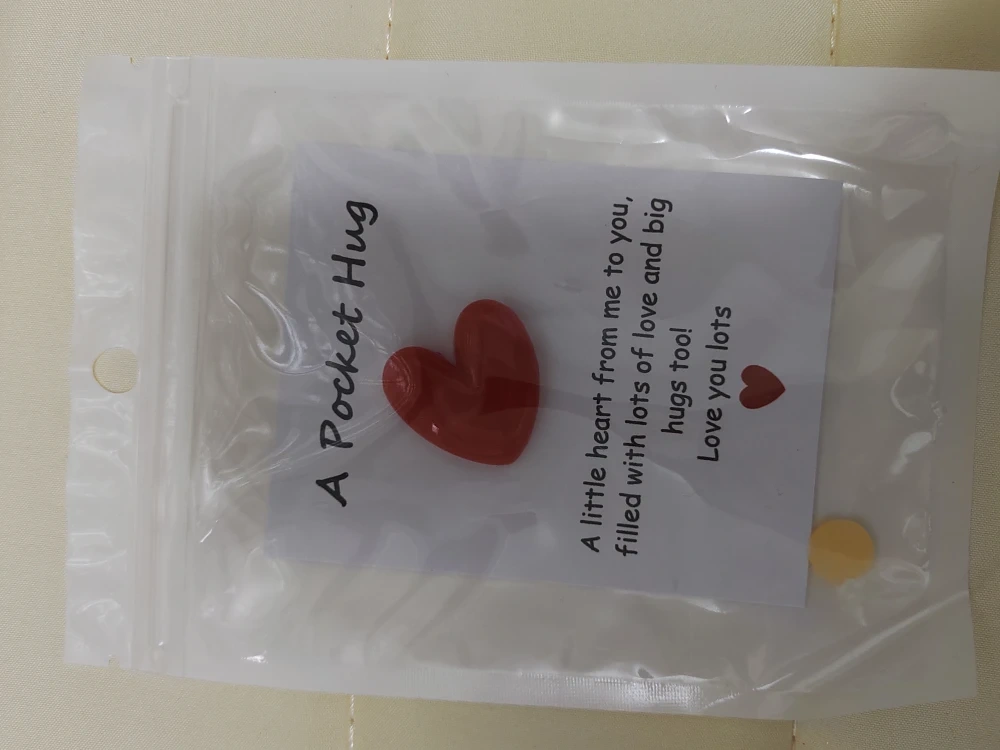 A Pocket Hug
A little heart from me to you,
filled with lots of love and big
hugs too!
Love you lots